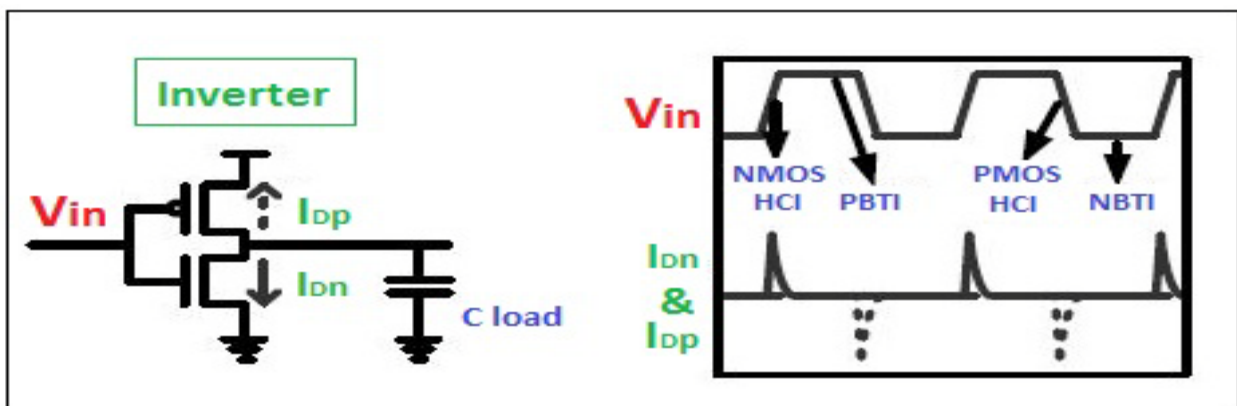 Inverter
Vin
IDp
IDn
C load
Vin
NMOS
HCI
PBTI
PMOS
HCI
NBTI
IDn
&
IDp